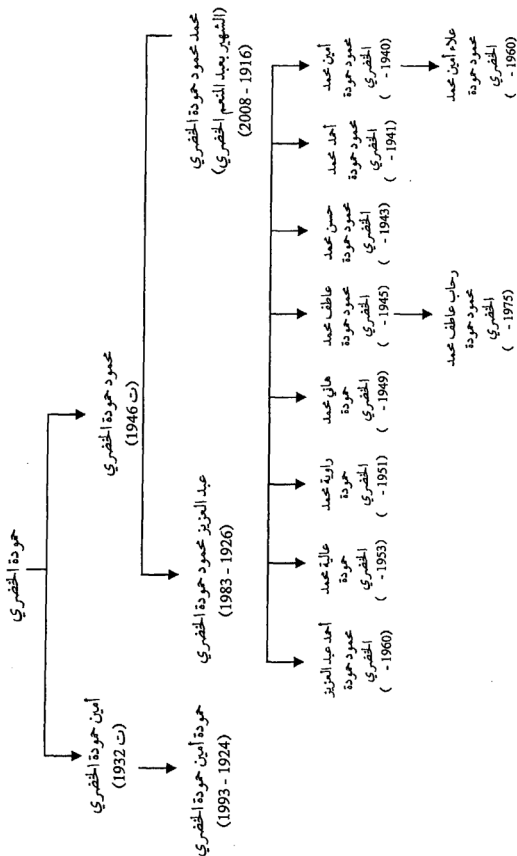 حمودة الخضري
محمود حمودة الخضري
(ت 1946)
أمين حمودة الخضري
(ت 1932)
محمد محمود حمودة الخضري
(الشهير بعبد المنعم الخضري)
(1916 - 2008)
عبد العزيز محمود حمودة الخضري
(1926 - 1983)
حمودة أمين حمودة الخضري
(1924 - 1993)
أمين محمد
محمود حمودة
الخضري
(1940 - )
أحمد محمد
محمود حمودة
الخضري
(1941 - )
حسن محمد
محمود حمودة
الخضري
(1943 - )
عاطف محمد
محمود حمودة
الخضري
(1945 - )
هاني محمد
حمودة
الخضري
(1949 - )
راوية محمد
حمودة
الخضري
(1951 - )
عالية محمد
حمودة
الخضري
(1953 - )
أحمد عبد العزيز
محمود حمودة
الخضري
(1960 - )
علاء أمين محمد
محمود حمودة
الخضري
(1960 - )
رحاب عاطف محمد
محمود حمودة
الخضري
(1975 - )